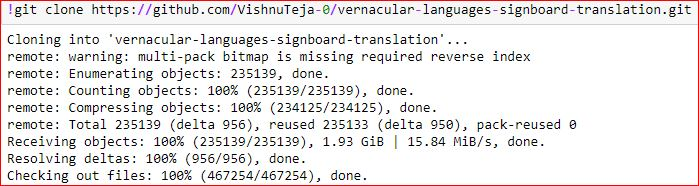 !git clone https://github.com/VishnuTeja-0/vernacular-languages-signboard-translation.git
Cloning into 'vernacular-languages-signboard-translation'...
remote: warning: multi-pack bitmap is missing required reverse index
remote: Enumerating objects: 235139, done.
remote: Counting objects: 100% (235139/235139), done.
remote: Compressing objects: 100% (234125/234125), done.
remote: Total 235139 (delta 956), reused 235133 (delta 950), pack-reused 0
Receiving objects: 100% (235139/235139), 1.93 GiB | 15.84 MiB/s, done.
Resolving deltas: 100% (956/956), done.
Checking out files: 100% (467254/467254), done.